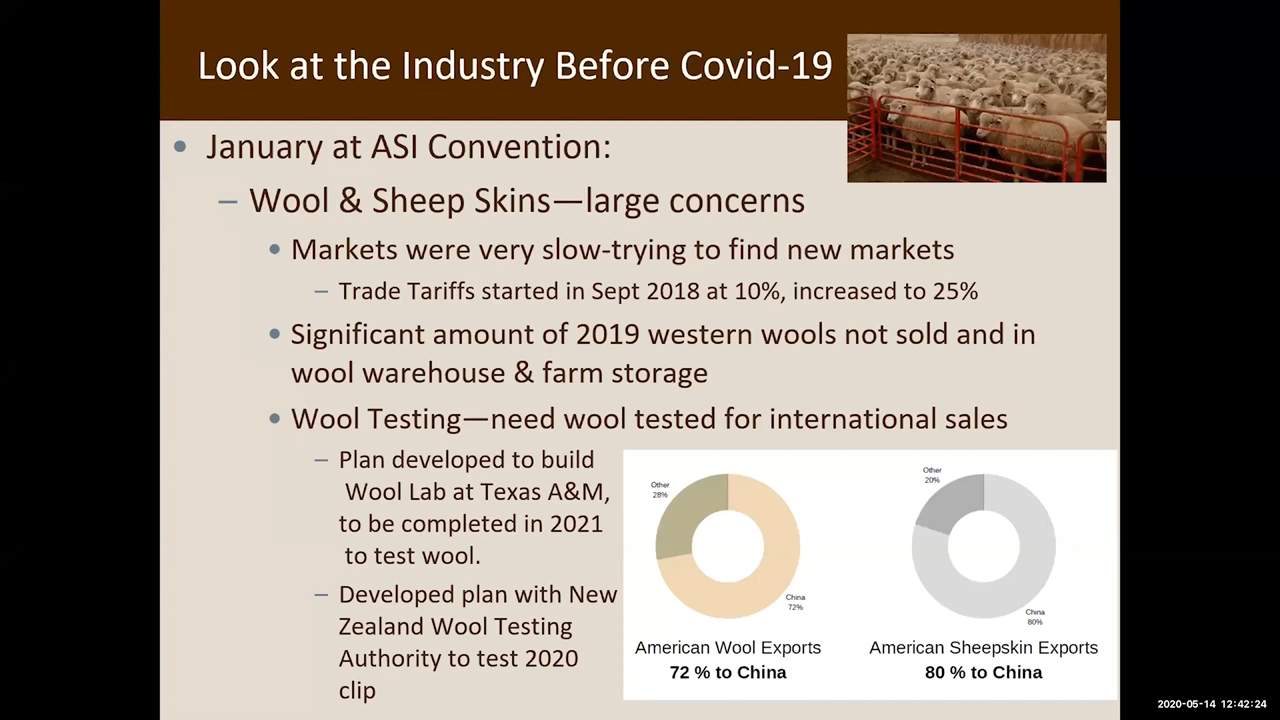 Look at the Industry Before Covid-19
• January at ASI Convention:
– Wool & Sheep Skins—large concerns
• Markets were very slow-trying to find new markets
– Trade Tariffs started in Sept 2018 at 10%, increased to 25%
• Significant amount of 2019 western wools not sold and in
wool warehouse & farm storage
• Wool Testing—need wool tested for international sales
– Plan developed to build
Wool Lab at Texas A&M,
to be completed in 2021
to test wool.
– Developed plan with New
Zealand Wool Testing
Authority to test 2020
clip
Other
28%
China
72%
American Wool Exports
72 % to China
Other
20%
China
80%
American Sheepskin Exports
80 % to China
2020-05-14 12:42:24